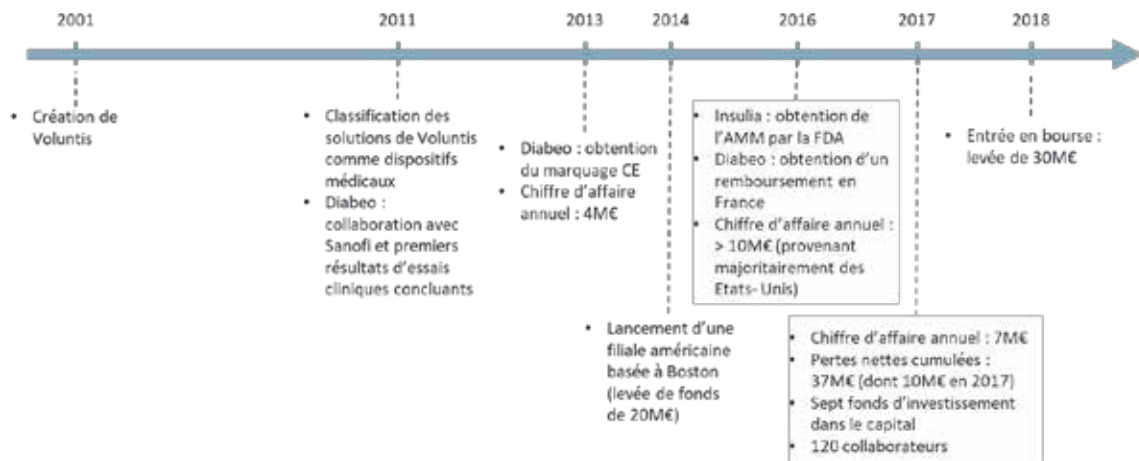 2001 2011 2013 2014 2016 2017 2018
• Création de
Voluntis
• Classification des
solutions de Voluntis
comme dispositifs
médicaux
• Diabeo :
collaboration avec
Sanofi et premiers
résultats d'essais
cliniques concluants
• Diabeo : obtention
du marquage CE
• Chiffre d'affaire
annuel : 4M€
• Lancement d'une
filiale américaine
basée à Boston
(levée de fonds
de 20M€)
• Insulia : obtention de
l'AMM par la FDA
• Diabeo : obtention d'un
remboursement en
France
• Chiffre d'affaire annuel :
> 10M€ (provenant
majoritairement des
Etats- Unis)
• Chiffre d'affaire annuel : 7M€
• Pertes nettes cumulées :
37M€ (dont 10M€ en 2017)
• Sept fonds d'investissement
dans le capital
• 120 collaborateurs
• Entrée en bourse :
levée de 30M€